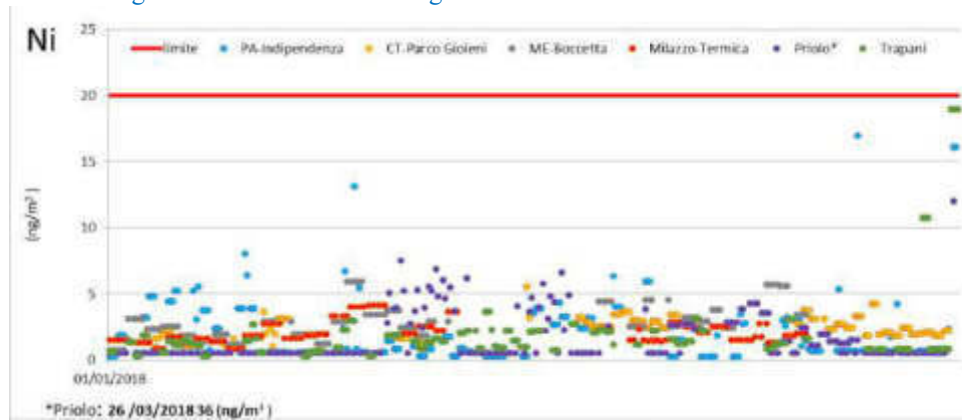 Ni
25
limite PA-Indipendenza CT-Parco Gioieni ME-Boccetta Milazzo-Termica Priolo* Trapani
20
15
(ng/m³)
10
5
0
01/01/2018
*Priolo: 26 /03/2018 36 (ng/m³)